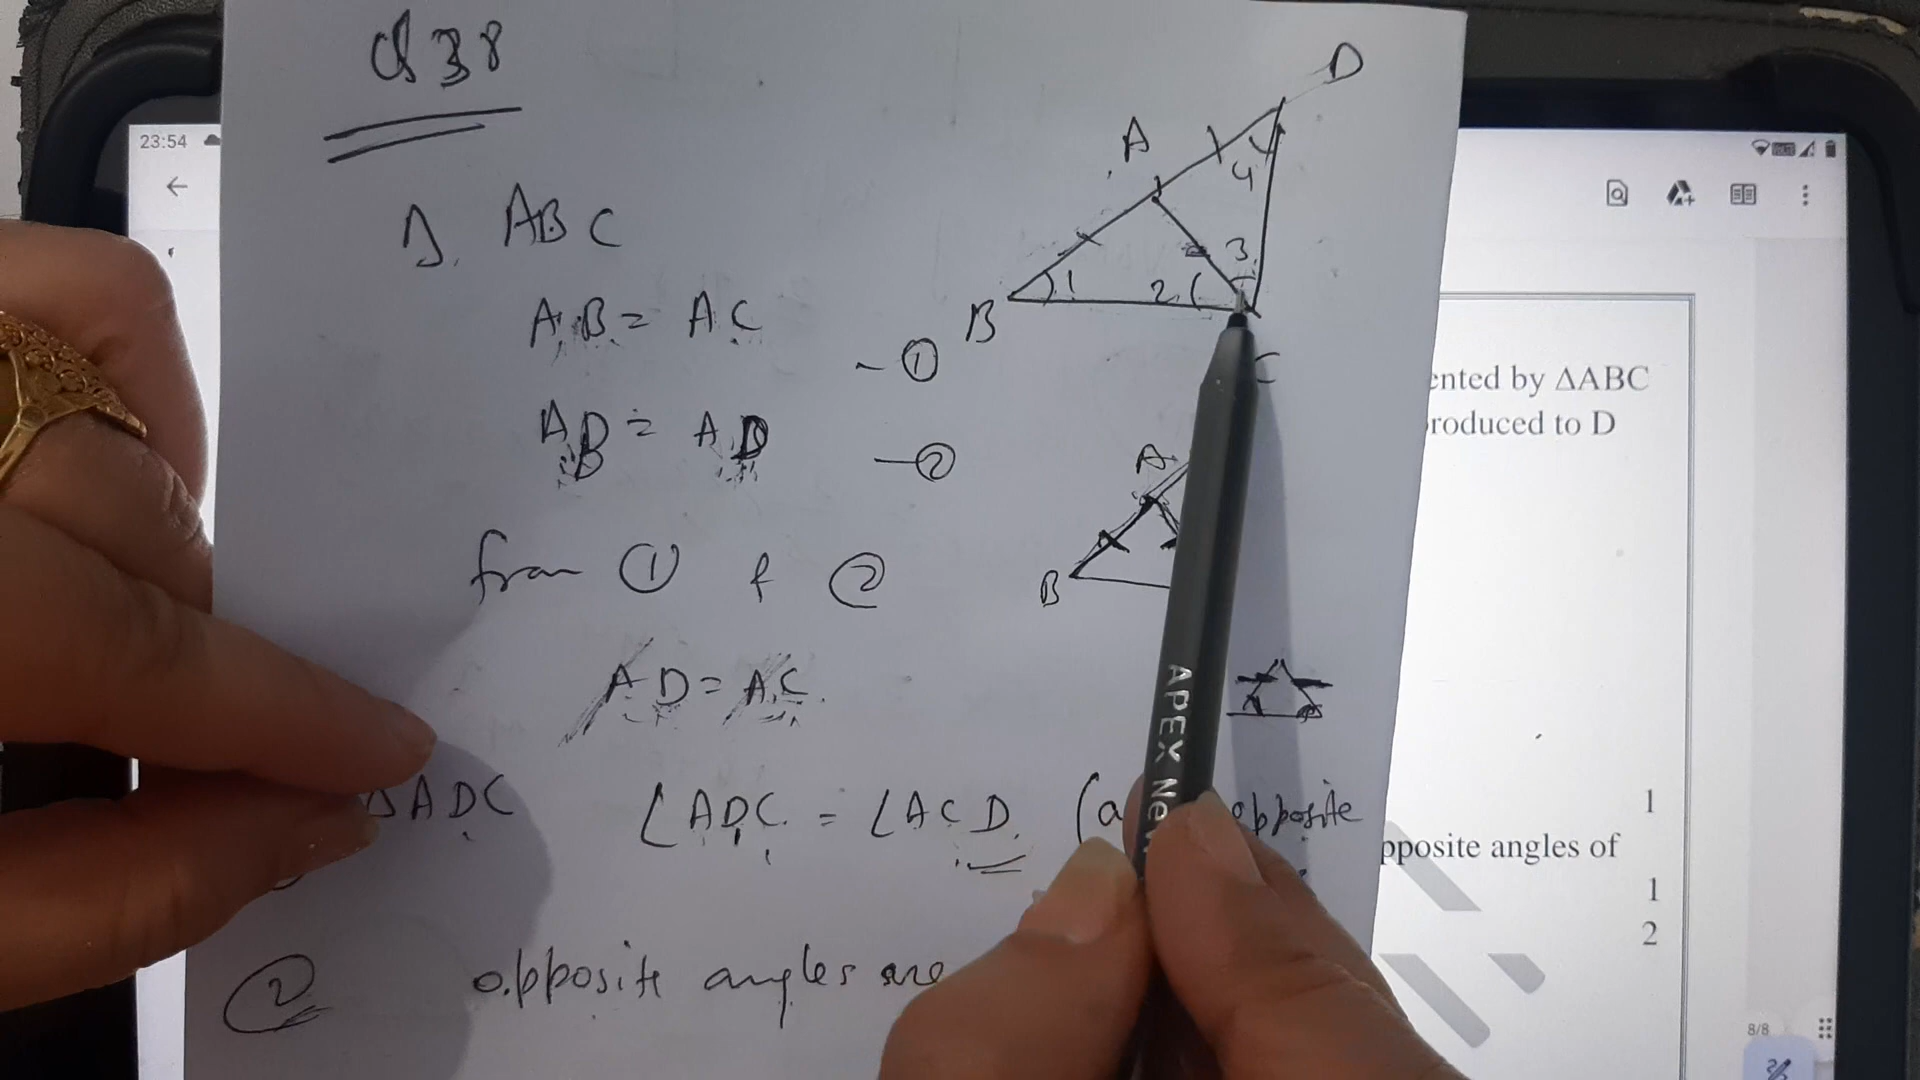 Q 38
D
A
4
3
1
2
B
C
Δ ABC
AB = AC - ①
AB = AD - ②
A
B
from ① & ②
AD = AC.
ΔADC ∠ADC = ∠ACD. (a opposite
② opposite angles are
APEX
23:54
ented by ΔABC
roduced to D
1
pposite angles of
1
2
8/8